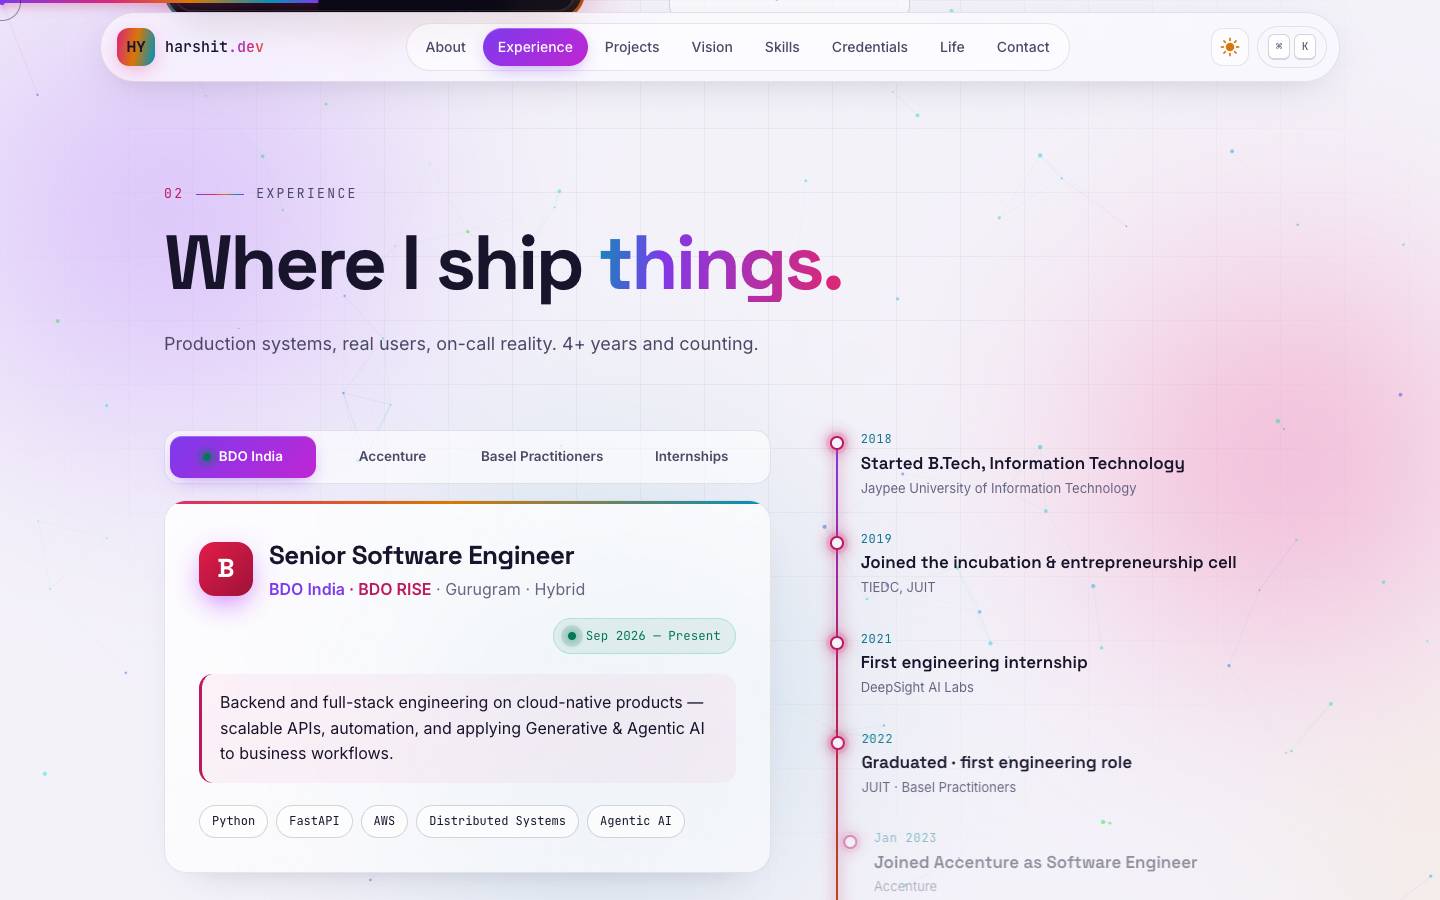 HY harshit.dev
About Experience Projects Vision Skills Credentials Life Contact
⌘ K
02 EXPERIENCE
Where I ship things.
Production systems, real users, on-call reality. 4+ years and counting.
BDO India Accenture Basel Practitioners Internships
B
Senior Software Engineer
BDO India · BDO RISE · Gurugram · Hybrid
Sep 2026 — Present
Backend and full-stack engineering on cloud-native products —
scalable APIs, automation, and applying Generative & Agentic AI
to business workflows.
Python FastAPI AWS Distributed Systems Agentic AI
2018
Started B.Tech, Information Technology
Jaypee University of Information Technology
2019
Joined the incubation & entrepreneurship cell
TIEDC, JUIT
2021
First engineering internship
DeepSight AI Labs
2022
Graduated · first engineering role
JUIT · Basel Practitioners
Jan 2023
Joined Accenture as Software Engineer
Accenture